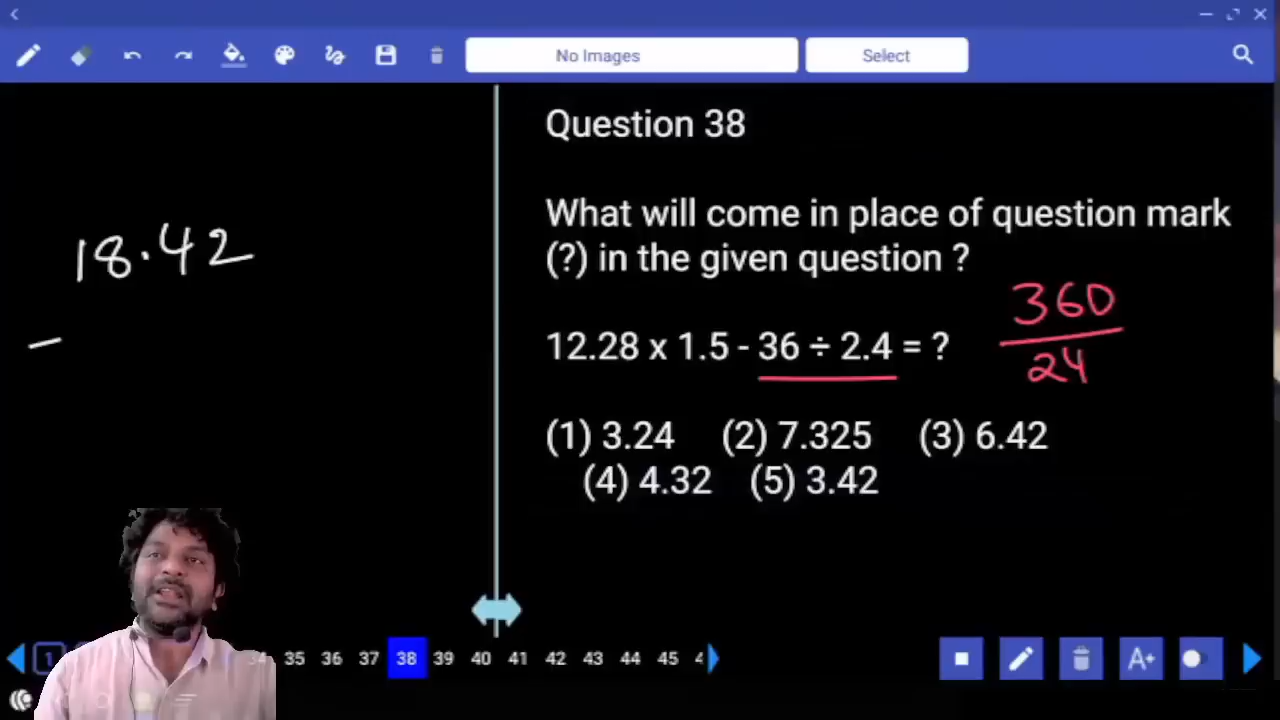 No Images
Select
18.42
–
Question 38
What will come in place of question mark
(?) in the given question ?
12.28 x 1.5 - 36 ÷ 2.4 = ?
360
24
(1) 3.24 (2) 7.325 (3) 6.42
(4) 4.32 (5) 3.42
1 34 35 36 37 38 39 40 41 42 43 44 45 4
A+